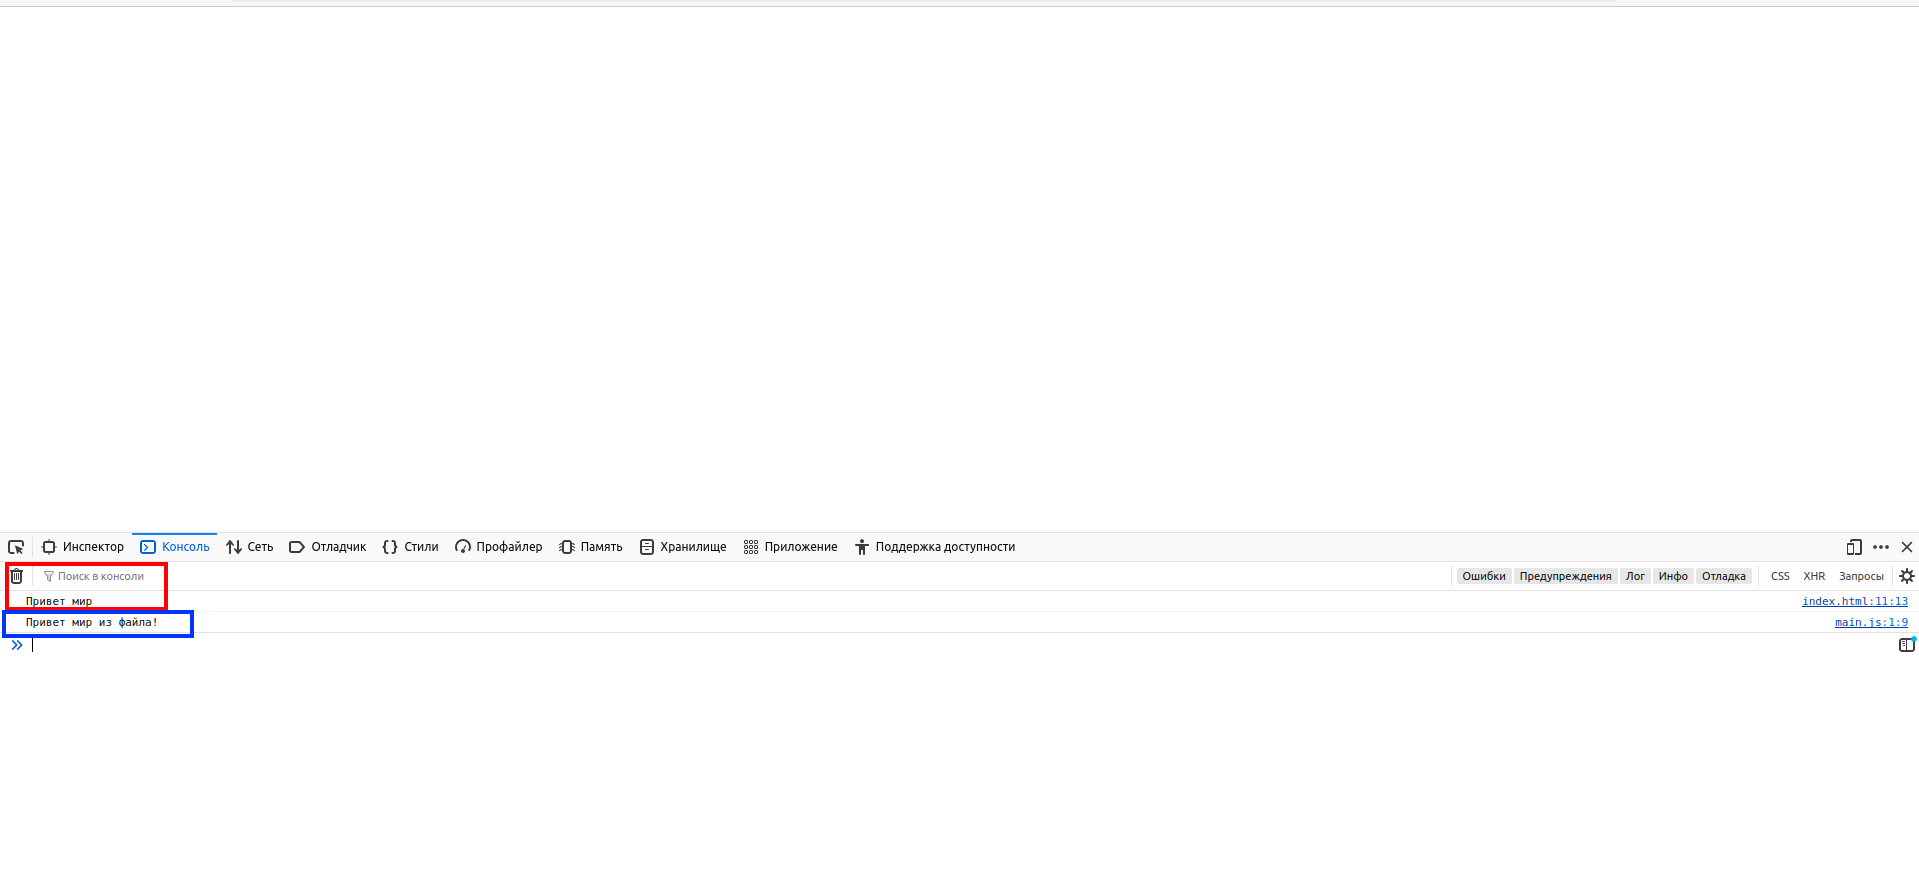 Инспектор Консоль Сеть Отладчик Стили Профайлер Память Хранилище Приложение Поддержка доступности
Поиск в консоли Ошибки Предупреждения Лог Инфо Отладка CSS XHR Запросы
Привет мир index.html:11:13
Привет мир из файла! main.js:1:9